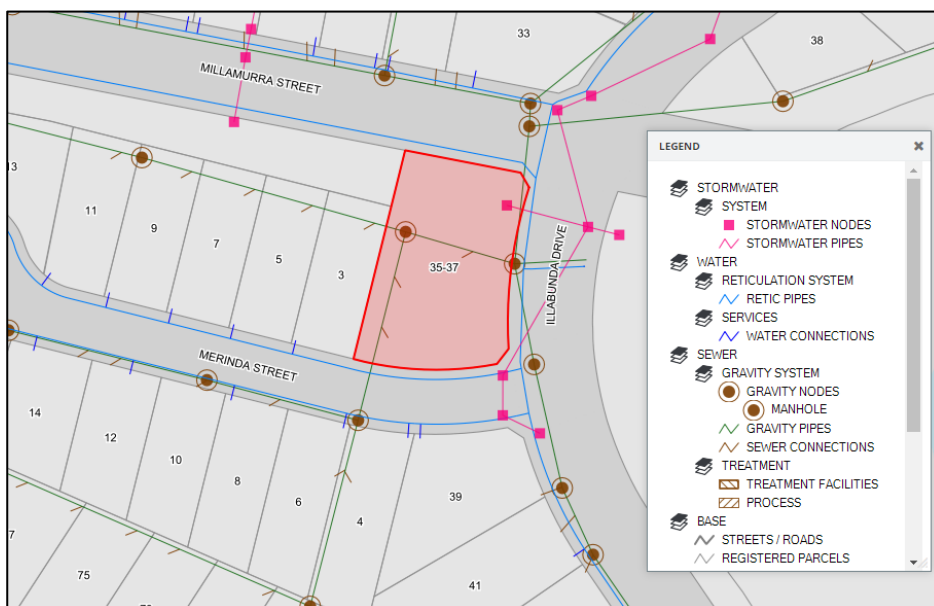 33
38
MILLAMURRA STREET
13
11
9
7
5
3
35-37
ILLABUNDA DRIVE
MERINDA STREET
14
12
10
8
6
4
39
41
75
LEGEND
STORMWATER
SYSTEM
STORMWATER NODES
STORMWATER PIPES
WATER
RETICULATION SYSTEM
RETIC PIPES
SERVICES
WATER CONNECTIONS
SEWER
GRAVITY SYSTEM
GRAVITY NODES
MANHOLE
GRAVITY PIPES
SEWER CONNECTIONS
TREATMENT
TREATMENT FACILITIES
PROCESS
BASE
STREETS / ROADS
REGISTERED PARCELS